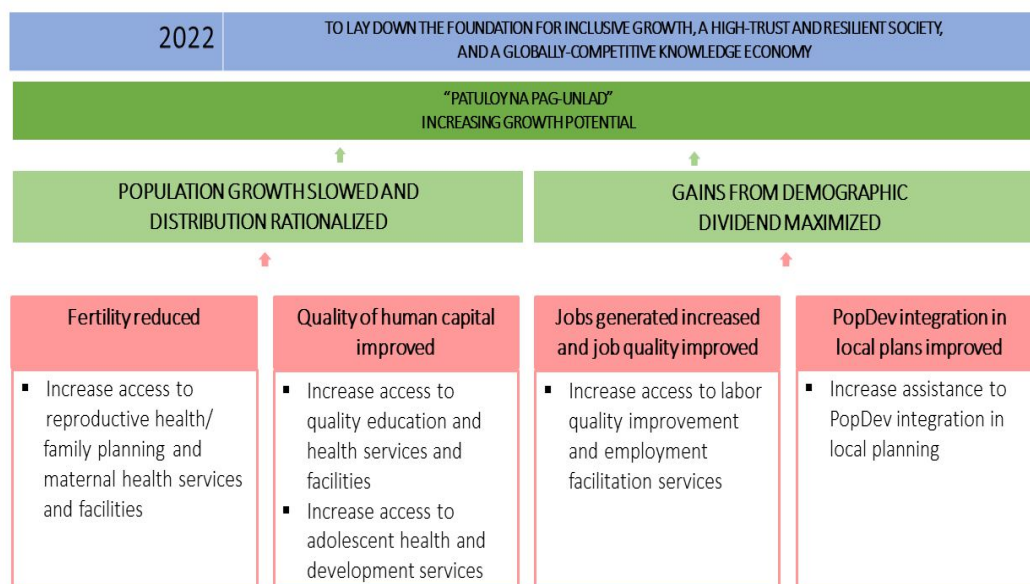 2022
TO LAY DOWN THE FOUNDATION FOR INCLUSIVE GROWTH, A HIGH-TRUST AND RESILIENT SOCIETY,
AND A GLOBALLY-COMPETITIVE KNOWLEDGE ECONOMY
“PATULOY NA PAG-UNLAD”
INCREASING GROWTH POTENTIAL
POPULATION GROWTH SLOWED AND
DISTRIBUTION RATIONALIZED
GAINS FROM DEMOGRAPHIC
DIVIDEND MAXIMIZED
Fertility reduced
▪ Increase access to
reproductive health/
family planning and
maternal health services
and facilities
Quality of human capital
improved
▪ Increase access to
quality education and
health services and
facilities
▪ Increase access to
adolescent health and
development services
Jobs generated increased
and job quality improved
▪ Increase access to labor
quality improvement
and employment
facilitation services
PopDev integration in
local plans improved
▪ Increase assistance to
PopDev integration in
local planning